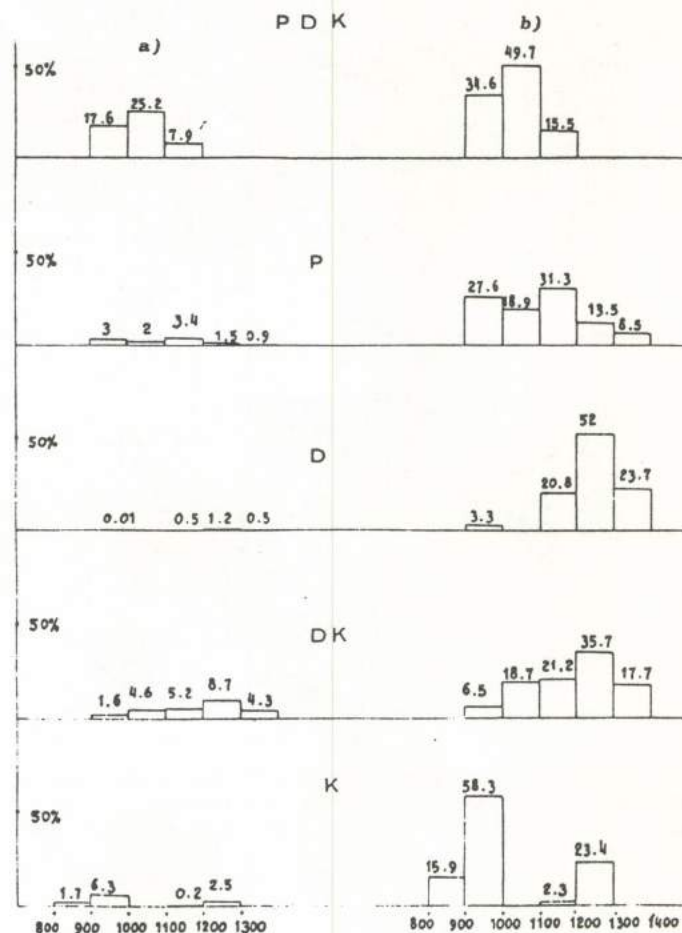 P D K
a) b)
50% 17.6 25.2 7.9 34.6 49.7 15.5
P
50% 3 2 3.4 1.5 0.9 27.6 18.9 31.3 13.5 8.5
D
50% 0.01 0.5 1.2 0.5 3.3 20.8 52 23.7
D K
50% 1.6 4.6 5.2 8.7 4.3 6.5 18.7 21.2 35.7 17.7
K
50% 1.7 6.3 0.2 2.5 15.9 58.3 2.3 23.4
800 900 1000 1100 1200 1300 800 900 1000 1100 1200 1300 1400